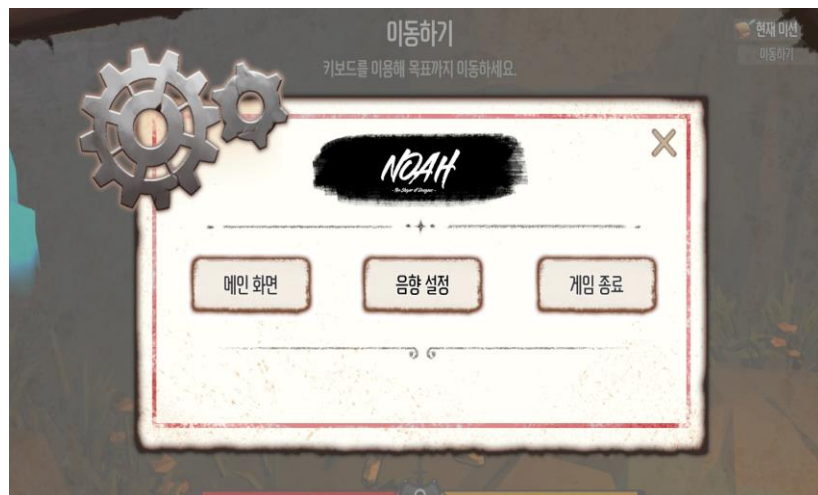 이동하기
키보드를 이용해 목표까지 이동하세요.
현재 미션
이동하기
NOAH
메인 화면
음향 설정
게임 종료